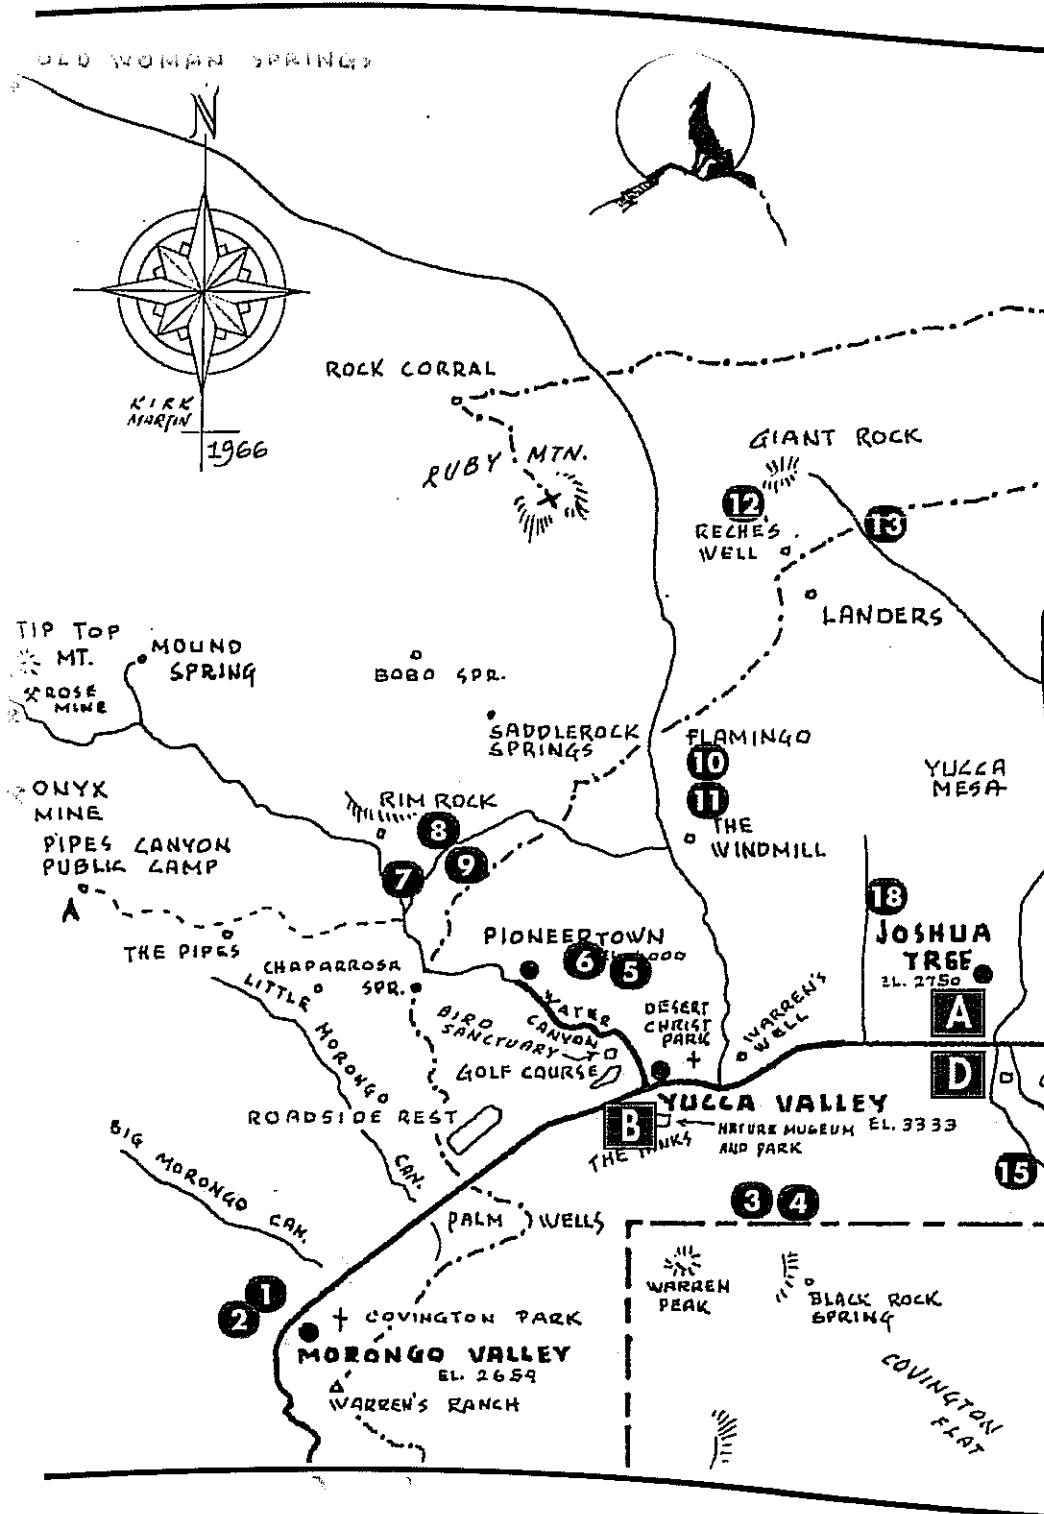 OLD WOMAN SPRINGS
N
KIRK
MARTIN
1966
ROCK CORRAL
RUBY MTN.
GIANT ROCK
12
RECHES
WELL
13
LANDERS
TIP TOP
MT.
ROSE
MINE
MOUND
SPRING
BOBO SPR.
SADDLEROCK
SPRINGS
FLAMINGO
10
11
THE
WINDMILL
YUCCA
MESA
ONYX
MINE
PIPES CANYON
PUBLIC CAMP
RIM ROCK
8
9
7
THE PIPES
18
JOSHUA
TREE
EL. 2750
A
D
PIONEERTOWN
6
5
CHAPARROSA
SPR.
LITTLE MORONGO CAN.
WATER
CANYON
BIRD
SANCTUARY
GOLF COURSE
DESERT
CHRIST
PARK
WARREN'S
WELL
YUCCA VALLEY
EL. 3333
B
THE TANKS
NATURE MUSEUM
AND PARK
ROADSIDE REST
BIG MORONGO CAN.
15
3
4
PALM WELLS
WARREN
PEAK
BLACK ROCK
SPRING
1
2
COVINGTON PARK
MORONGO VALLEY
EL. 2659
WARREN'S RANCH
COVINGTON
FLAT